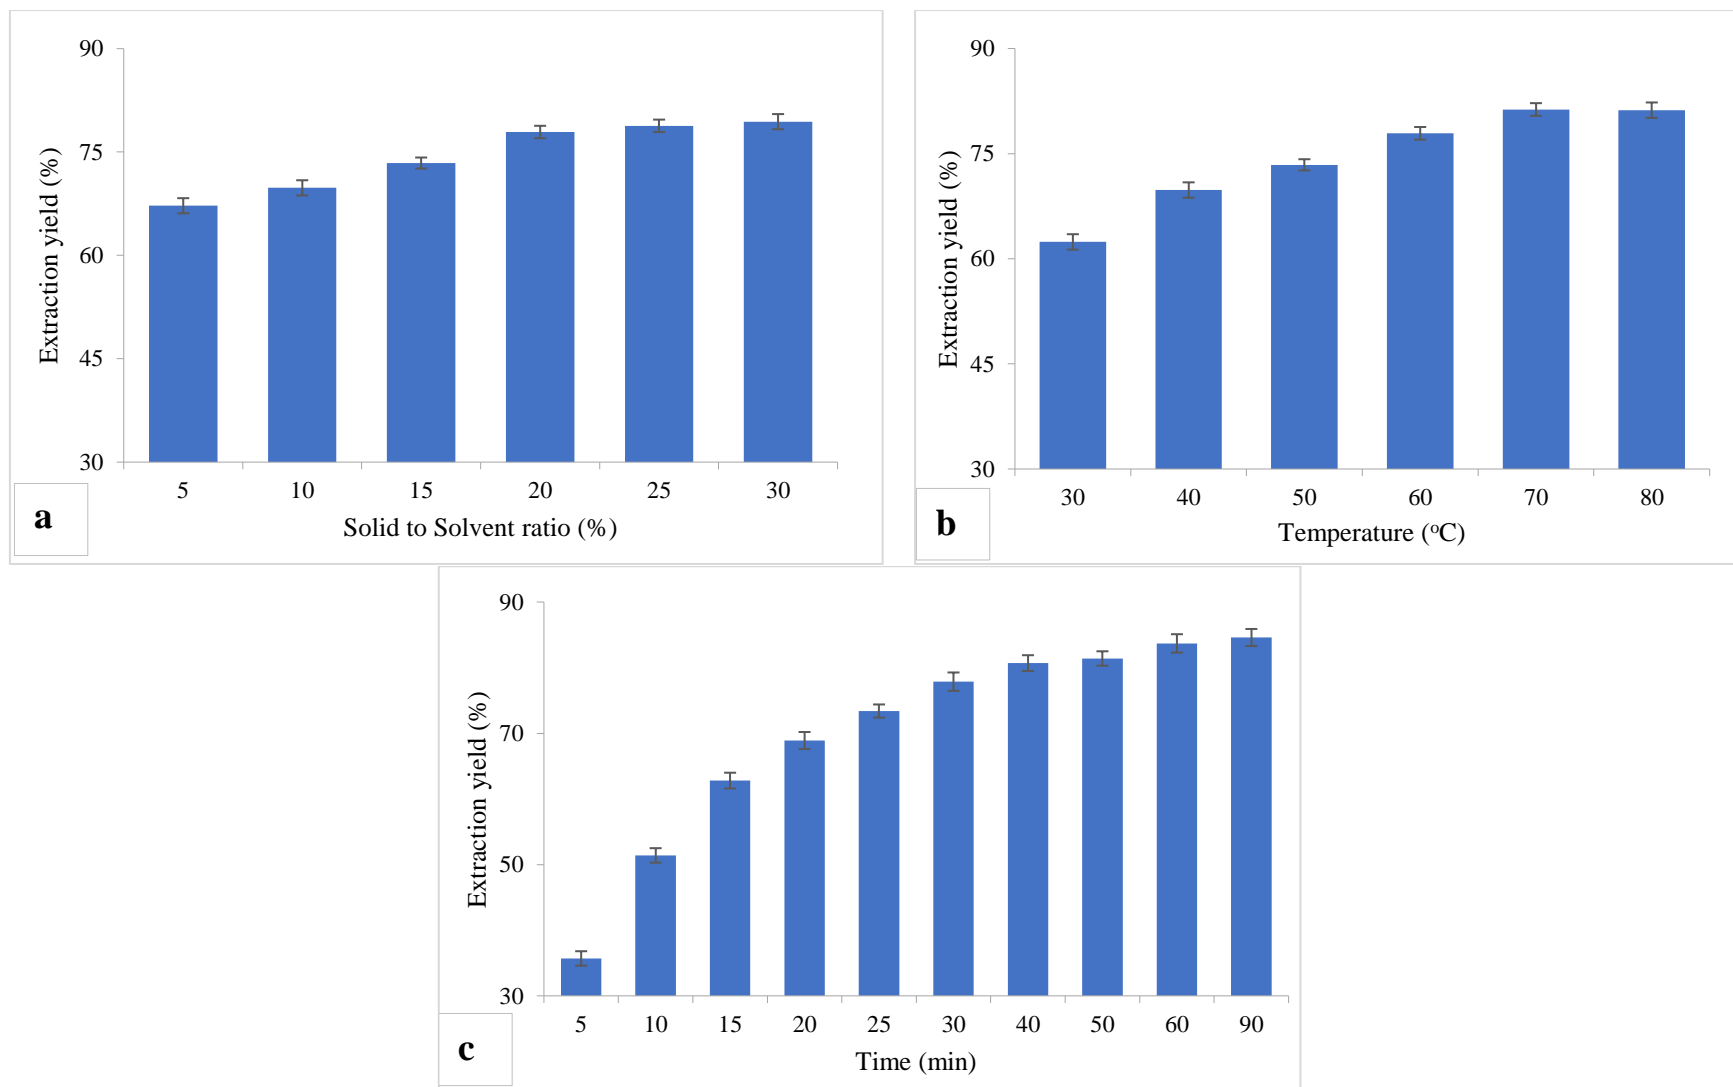 90
75
60
45
30
Extraction yield (%)
5 10 15 20 25 30
Solid to Solvent ratio (%)
a
90
75
60
45
30
Extraction yield (%)
30 40 50 60 70 80
Temperature (ᵒC)
b
90
70
50
30
Extraction yield (%)
5 10 15 20 25 30 40 50 60 90
Time (min)
c